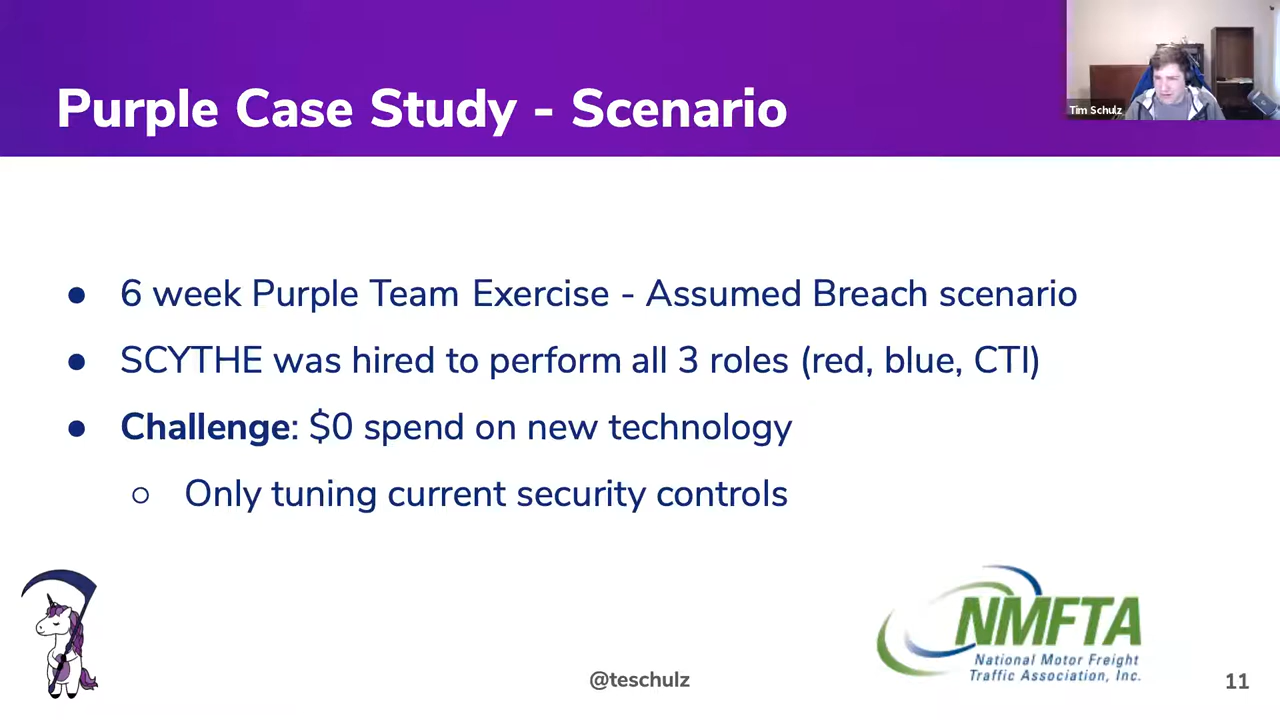 Purple Case Study - Scenario
Tim Schulz
● 6 week Purple Team Exercise - Assumed Breach scenario
● SCYTHE was hired to perform all 3 roles (red, blue, CTI)
● Challenge: $0 spend on new technology
○ Only tuning current security controls
NMFTA
National Motor Freight
Traffic Association, Inc.
@teschulz
11